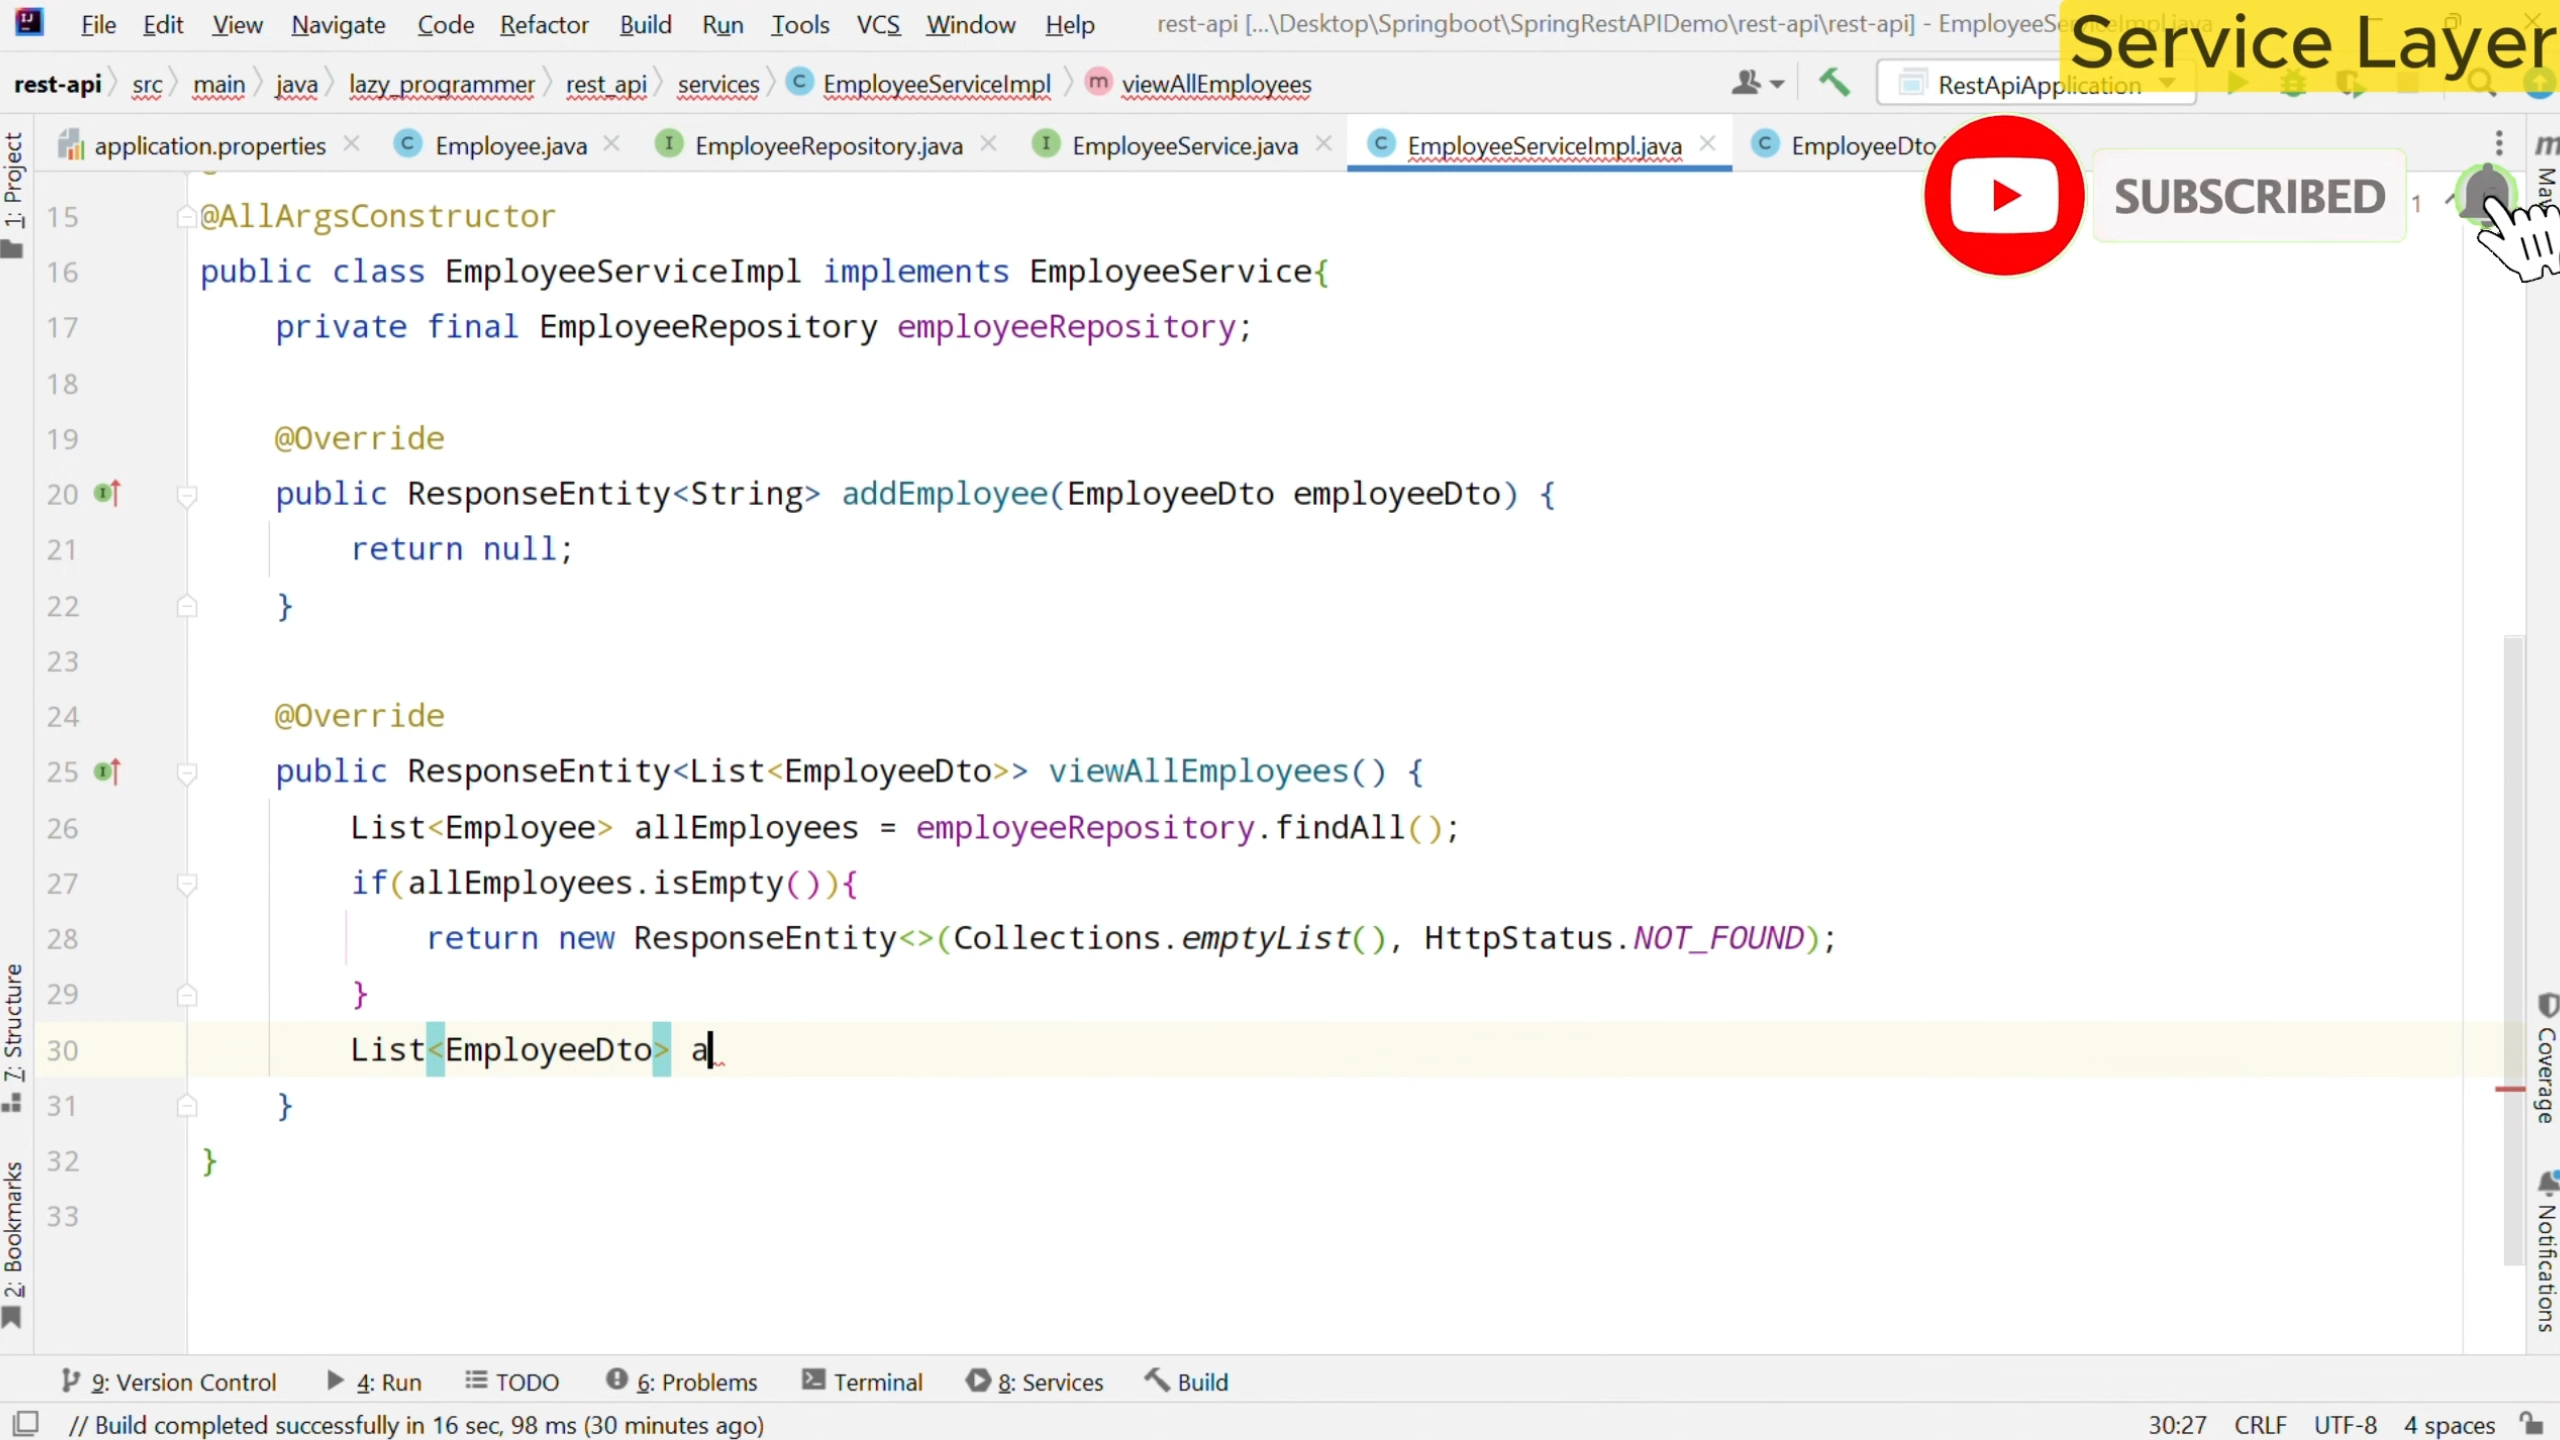 File Edit View Navigate Code Refactor Build Run Tools VCS Window Help rest-api [...\Desktop\Springboot\SpringRestAPIDemo\rest-api\rest-api] - EmployeeServiceImpl.java
Service Layer
rest-api src main java lazy_programmer rest_api services EmployeeServiceImpl viewAllEmployees RestApiApplication
application.properties Employee.java EmployeeRepository.java EmployeeService.java EmployeeServiceImpl.java EmployeeDto
SUBSCRIBED 1
1: Project
15 @AllArgsConstructor
16 public class EmployeeServiceImpl implements EmployeeService{
17 private final EmployeeRepository employeeRepository;
18
19 @Override
20 public ResponseEntity<String> addEmployee(EmployeeDto employeeDto) {
21 return null;
22 }
23
24 @Override
25 public ResponseEntity<List<EmployeeDto>> viewAllEmployees() {
26 List<Employee> allEmployees = employeeRepository.findAll();
27 if(allEmployees.isEmpty()){
28 return new ResponseEntity<>(Collections.emptyList(), HttpStatus.NOT_FOUND);
29 }
30 List<EmployeeDto> a
31 }
32 }
33
7: Structure
2: Bookmarks
Coverage
Notifications
9: Version Control 4: Run TODO 6: Problems Terminal 8: Services Build
// Build completed successfully in 16 sec, 98 ms (30 minutes ago) 30:27 CRLF UTF-8 4 spaces